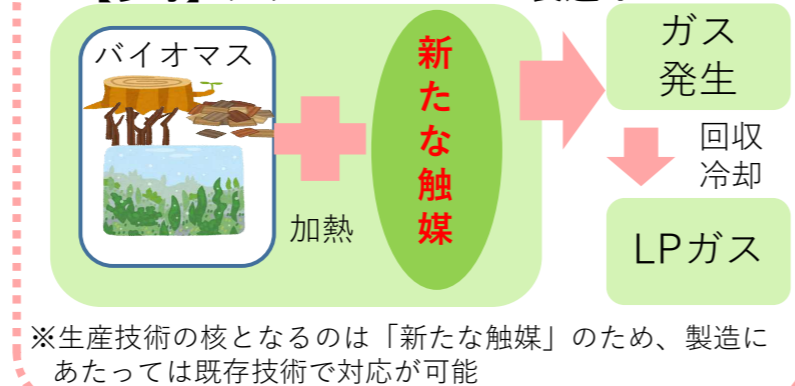 バイオマス
新たな触媒
加熱
ガス
発生
回収
冷却
LPガス
※生産技術の核となるのは「新たな触媒」のため、製造に
あたっては既存技術で対応が可能